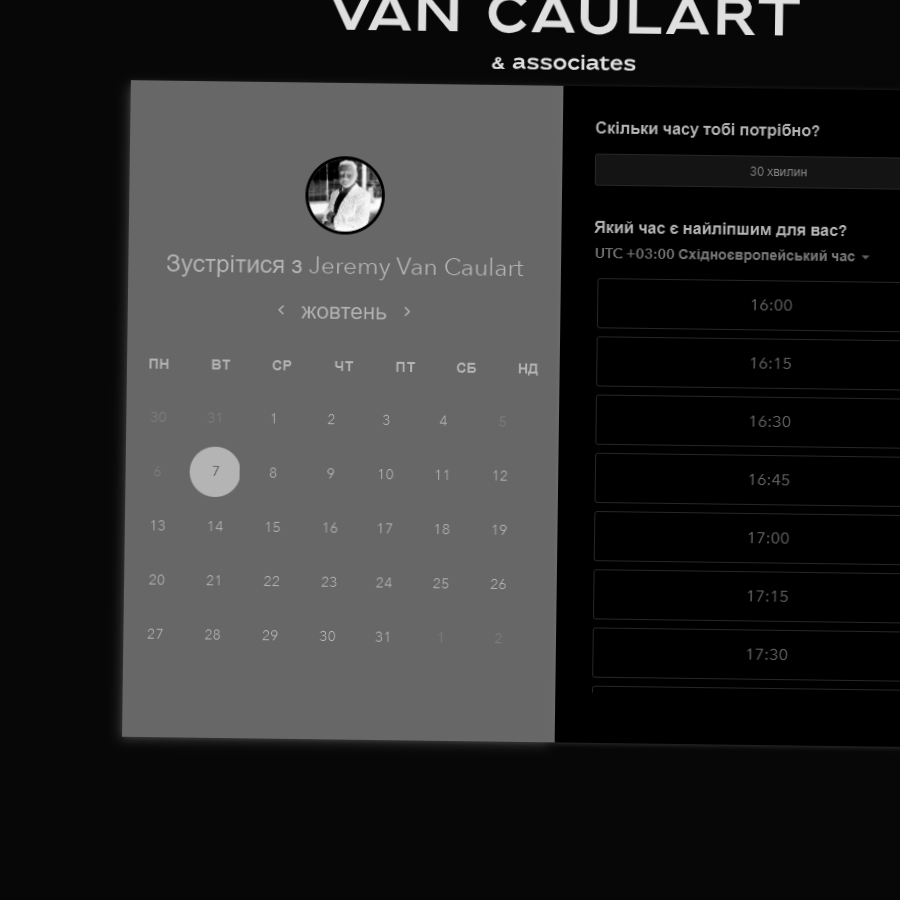 VAN CAULART
& associates
Зустрітися з Jeremy Van Caulart
жовтень
ПН ВТ СР ЧТ ПТ СБ НД
30 31 1 2 3 4 5
6 7 8 9 10 11 12
13 14 15 16 17 18 19
20 21 22 23 24 25 26
27 28 29 30 31 1 2
Скільки часу тобі потрібно?
30 хвилин
Який час є найліпшим для вас?
UTC +03:00 Східноєвропейський час
16:00
16:15
16:30
16:45
17:00
17:15
17:30